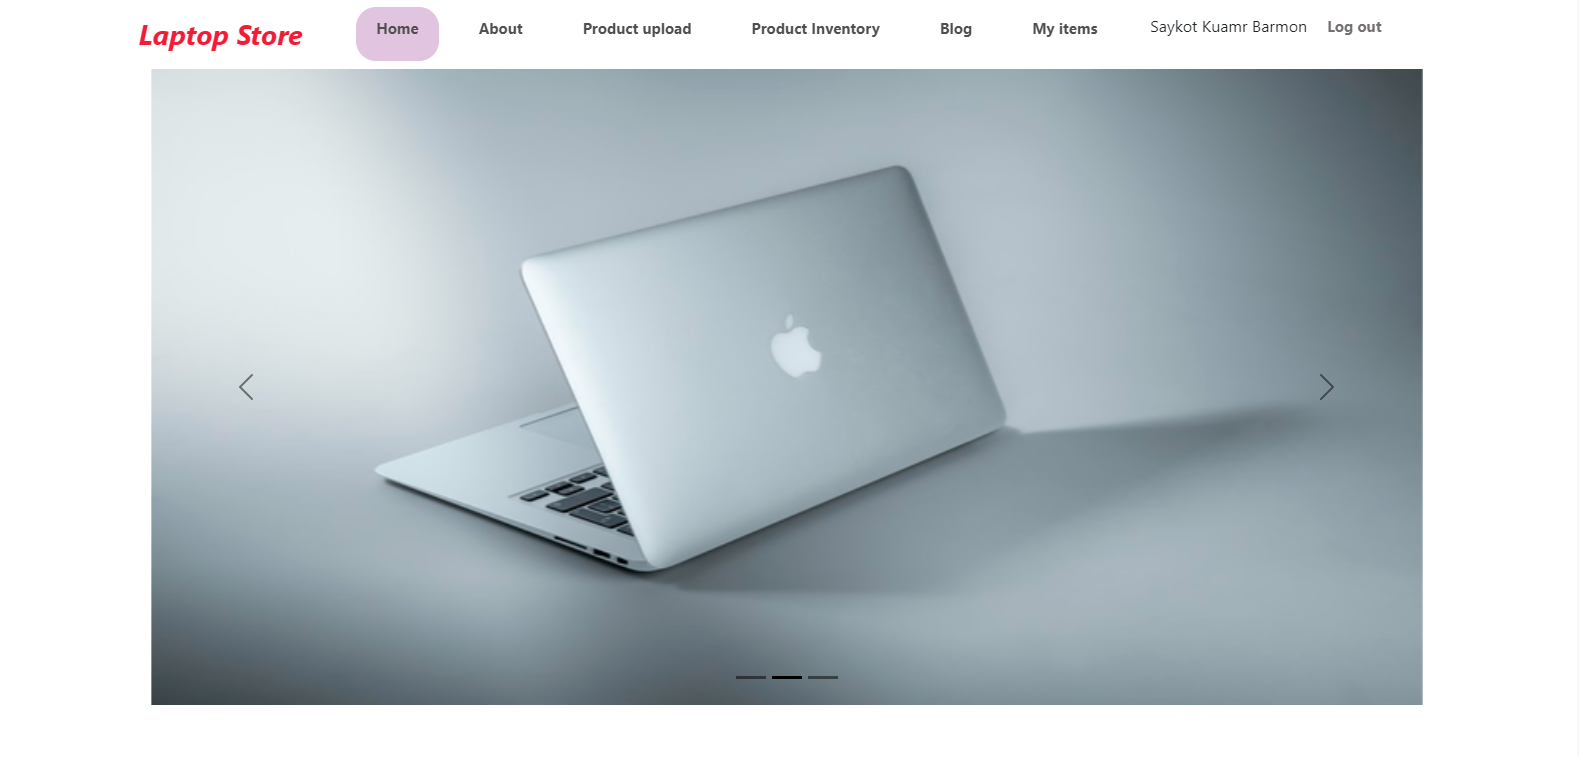 Laptop Store
Home
About
Product upload
Product Inventory
Blog
My items
Saykot Kuamr Barmon
Log out